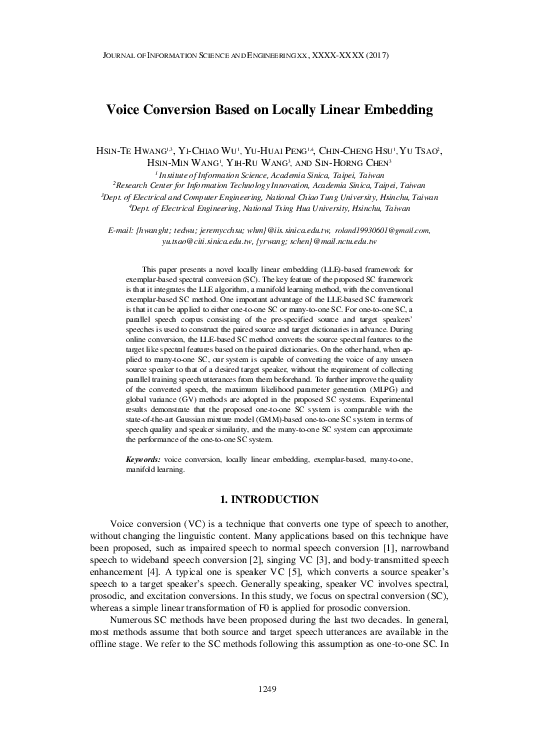 JOURNAL OF INFORMATION SCIENCE AND ENGINEERING XX, XXXX-XXXX (2017)
Voice Conversion Based on Locally Linear Embedding
HSIN-TE HWANG1,3, YI-CHIAO WU1, YU-HUAI PENG1,4, CHIN-CHENG HSU1, YU TSAO2,
HSIN-MIN WANG1, YIH-RU WANG3, AND SIN-HORNG CHEN3
1 Institute of Information Science, Academia Sinica, Taipei, Taiwan
2Research Center for Information Technology Innovation, Academia Sinica, Taipei, Taiwan
3Dept. of Electrical and Computer Engineering, National Chiao Tung University, Hsinchu, Taiwan
4Dept. of Electrical Engineering, National Tsing Hua University, Hsinchu, Taiwan
E-mail: {hwanght; tedwu; jeremycchsu; whm}@iis.sinica.edu.tw, roland19930601@gmail.com,
yu.tsao@citi.sinica.edu.tw, {yrwang; schen}@mail.nctu.edu.tw
This paper presents a novel locally linear embedding (LLE)-based framework for
exemplar-based spectral conversion (SC). The key feature of the proposed SC framework
is that it integrates the LLE algorithm, a manifold learning method, with the conventional
exemplar-based SC method. One important advantage of the LLE-based SC framework
is that it can be applied to either one-to-one SC or many-to-one SC. For one-to-one SC, a
parallel speech corpus consisting of the pre-specified source and target speakers'
speeches is used to construct the paired source and target dictionaries in advance. During
online conversion, the LLE-based SC method converts the source spectral features to the
target like spectral features based on the paired dictionaries. On the other hand, when ap-
plied to many-to-one SC, our system is capable of converting the voice of any unseen
source speaker to that of a desired target speaker, without the requirement of collecting
parallel training speech utterances from them beforehand. To further improve the quality
of the converted speech, the maximum likelihood parameter generation (MLPG) and
global variance (GV) methods are adopted in the proposed SC systems. Experimental
results demonstrate that the proposed one-to-one SC system is comparable with the
state-of-the-art Gaussian mixture model (GMM)-based one-to-one SC system in terms of
speech quality and speaker similarity, and the many-to-one SC system can approximate
the performance of the one-to-one SC system.
Keywords: voice conversion, locally linear embedding, exemplar-based, many-to-one,
manifold learning.
1. INTRODUCTION
Voice conversion (VC) is a technique that converts one type of speech to another,
without changing the linguistic content. Many applications based on this technique have
been proposed, such as impaired speech to normal speech conversion [1], narrowband
speech to wideband speech conversion [2], singing VC [3], and body-transmitted speech
enhancement [4]. A typical one is speaker VC [5], which converts a source speaker's
speech to a target speaker's speech. Generally speaking, speaker VC involves spectral,
prosodic, and excitation conversions. In this study, we focus on spectral conversion (SC),
whereas a simple linear transformation of F0 is applied for prosodic conversion.
Numerous SC methods have been proposed during the last two decades. In general,
most methods assume that both source and target speech utterances are available in the
offline stage. We refer to the SC methods following this assumption as one-to-one SC. In
1249